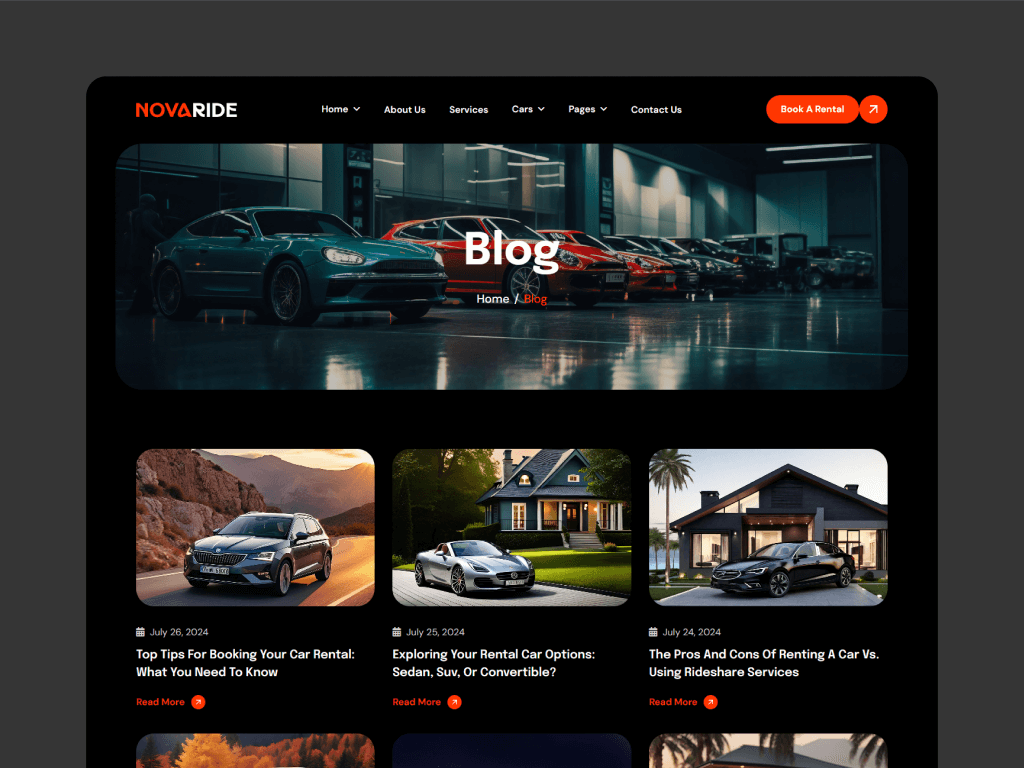 NOVARIDE
Home
About Us
Services
Cars
Pages
Contact Us
Book A Rental
Blog
Home / Blog
July 26, 2024
Top Tips For Booking Your Car Rental:
What You Need To Know
Read More
July 25, 2024
Exploring Your Rental Car Options:
Sedan, Suv, Or Convertible?
Read More
July 24, 2024
The Pros And Cons Of Renting A Car Vs.
Using Rideshare Services
Read More